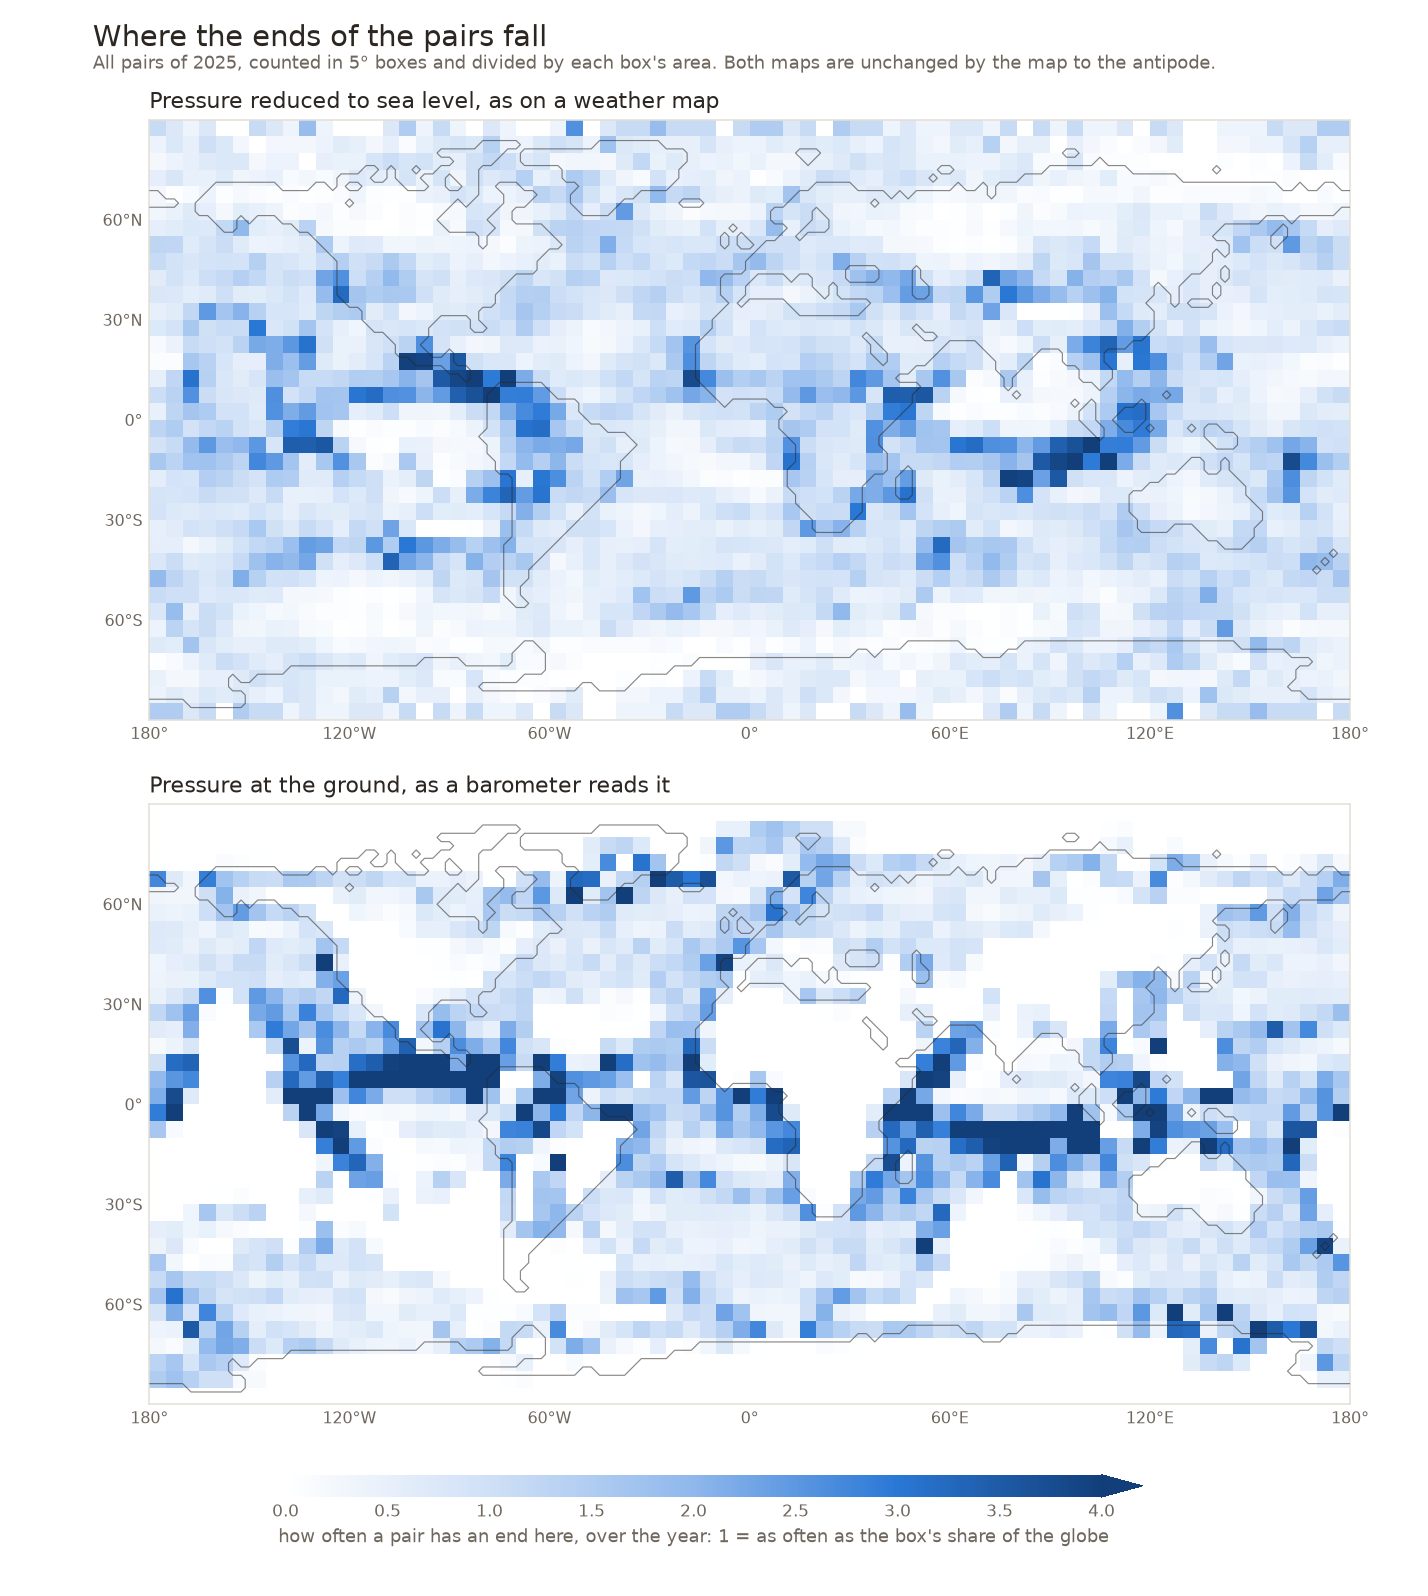 Where the ends of the pairs fall
All pairs of 2025, counted in 5° boxes and divided by each box's area. Both maps are unchanged by the map to the antipode.
Pressure reduced to sea level, as on a weather map
60°N
30°N
0°
30°S
60°S
180° 120°W 60°W 0° 60°E 120°E 180°
Pressure at the ground, as a barometer reads it
60°N
30°N
0°
30°S
60°S
180° 120°W 60°W 0° 60°E 120°E 180°
0.0 0.5 1.0 1.5 2.0 2.5 3.0 3.5 4.0
how often a pair has an end here, over the year: 1 = as often as the box's share of the globe